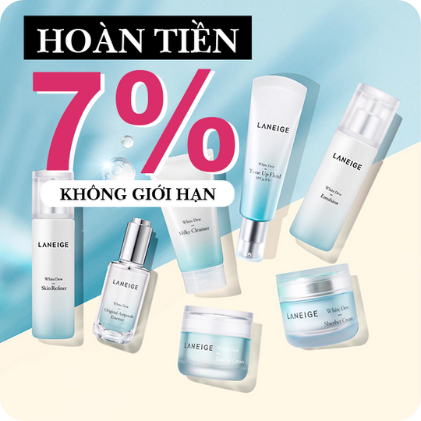 HOÀN TIỀN
7%
KHÔNG GIỚI HẠN
LANEIGE
White Dew
Skin Refiner
LANEIGE
White Dew
Original Ampoule
Essence
White Dew
Milky Cleanser
LANEIGE
White Dew
Tone Up Fluid
LANEIGE
White Dew
Emulsion
LANEIGE
LANEIGE
White Dew
Sherbet Cream